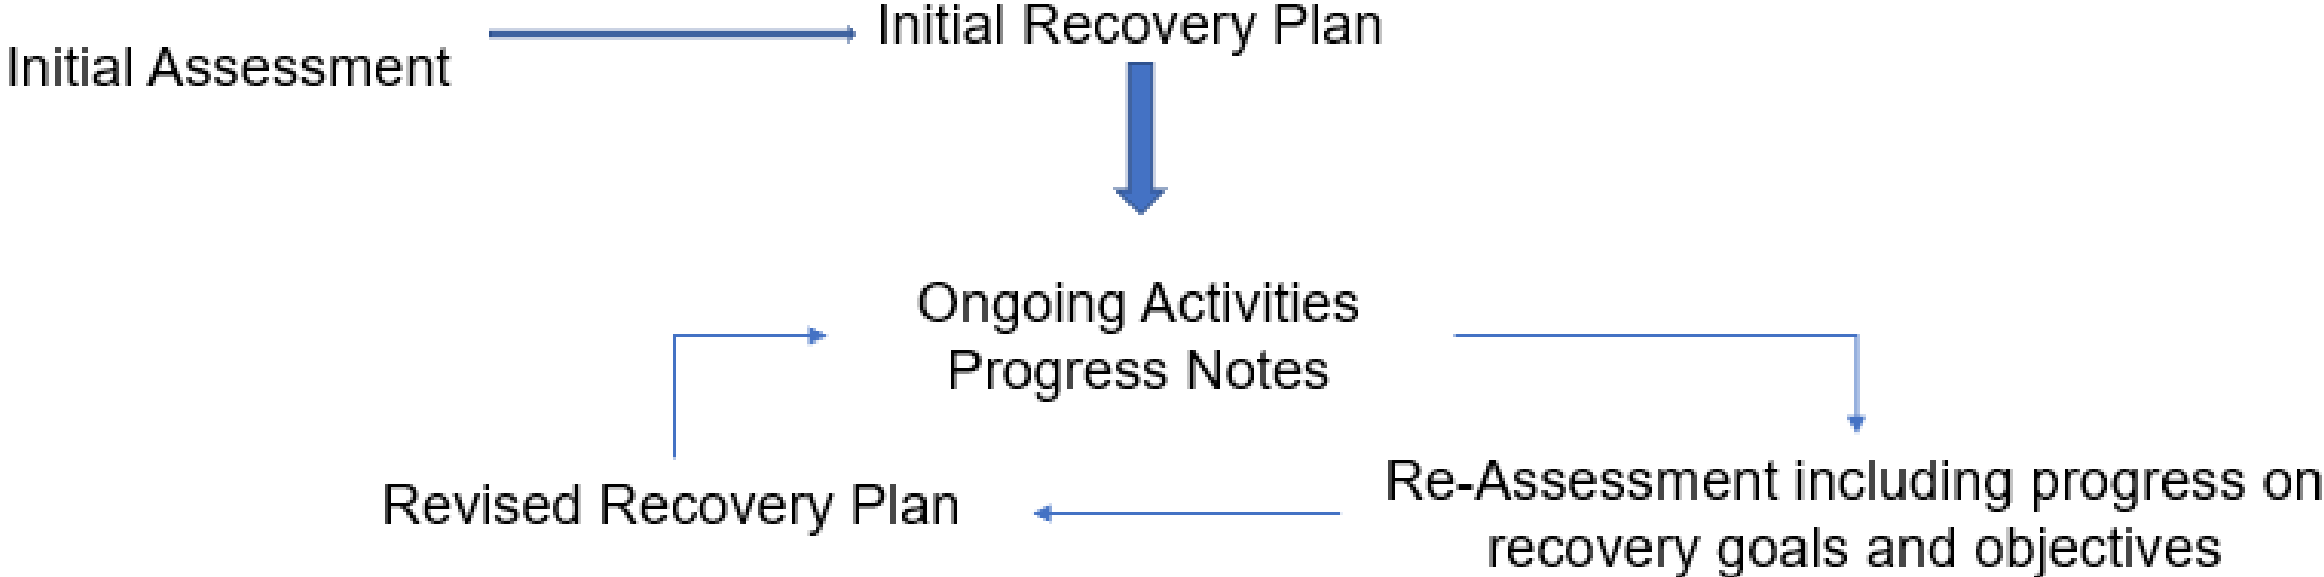 Initial Assessment
Initial Recovery Plan
Ongoing Activities
Progress Notes
Revised Recovery Plan
Re-Assessment including progress on
recovery goals and objectives